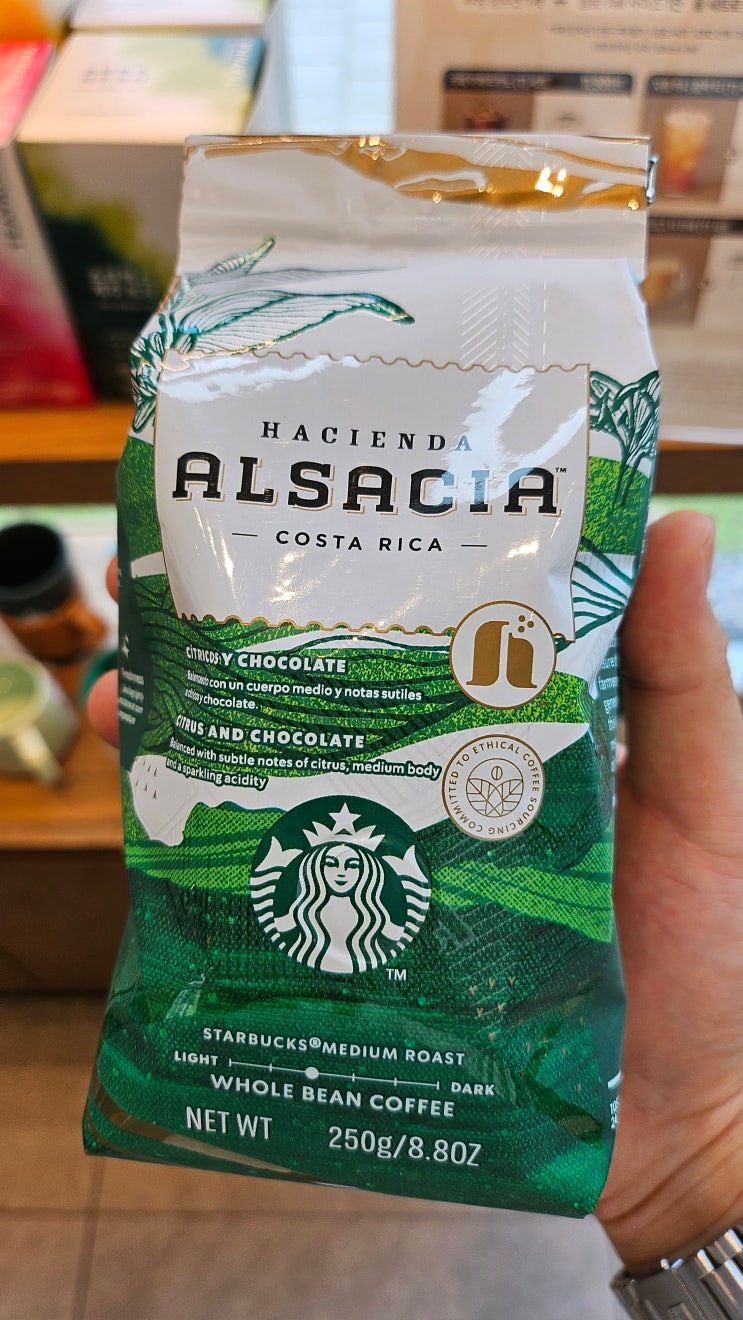 HACIENDA
ALSACIA™
COSTA RICA
CÍTRICOS Y CHOCOLATE
Balanceado con un cuerpo medio y notas sutiles
a chocolate.
CITRUS AND CHOCOLATE
Balanced with subtle notes of citrus, medium body
and a sparkling acidity
COMMITTED TO ETHICAL COFFEE SOURCING
TM
STARBUCKS® MEDIUM ROAST
LIGHT DARK
WHOLE BEAN COFFEE
NET WT 250g/8.8OZ